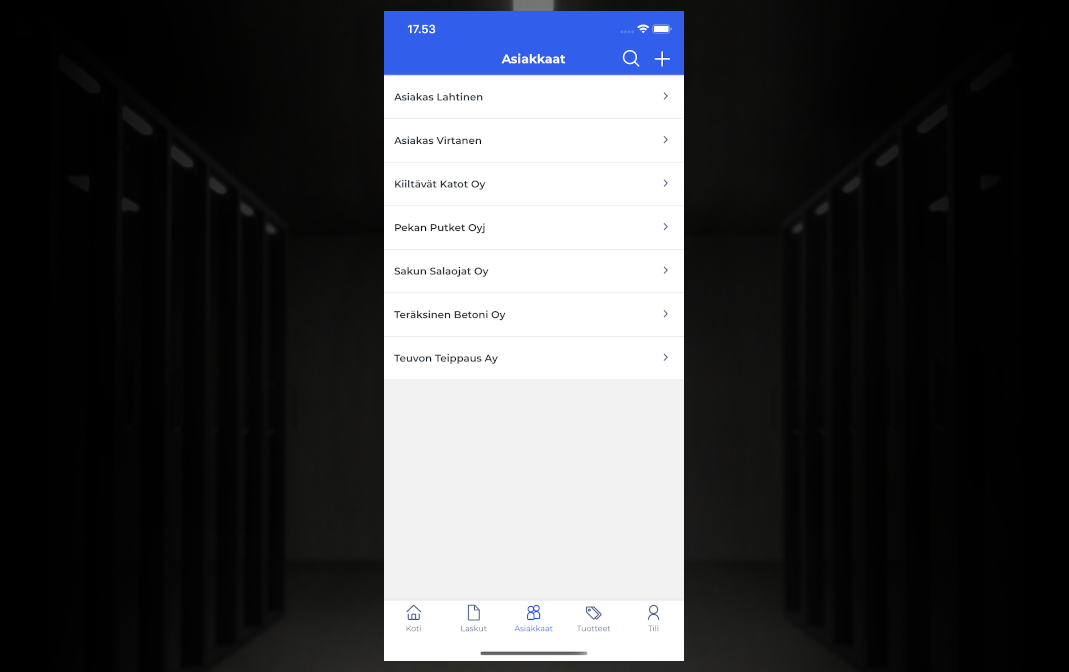 17.53
Asiakkaat
Asiakas Lahtinen
Asiakas Virtanen
Kiiltävät Katot Oy
Pekan Putket Oyj
Sakun Salaojat Oy
Teräksinen Betoni Oy
Teuvon Teippaus Ay
Koti Laskut Asiakkaat Tuotteet Tili